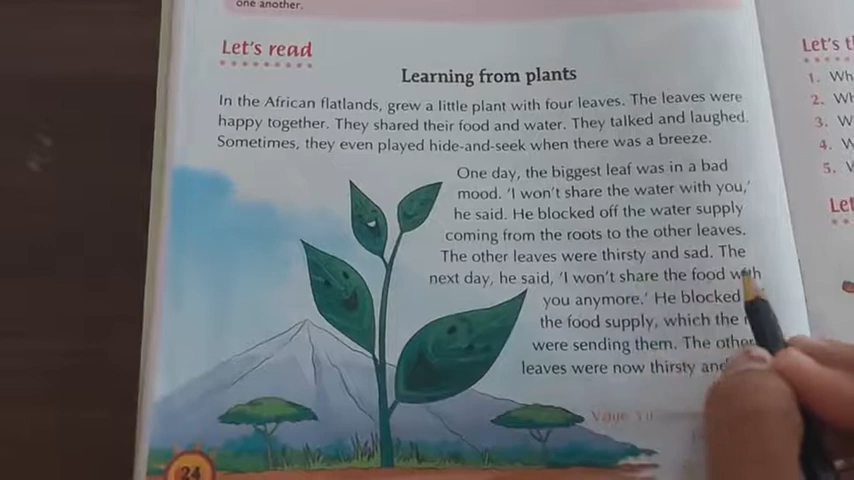 one another.
Let's read
Learning from plants
In the African flatlands, grew a little plant with four leaves. The leaves were
happy together. They shared their food and water. They talked and laughed.
Sometimes, they even played hide-and-seek when there was a breeze.
One day, the biggest leaf was in a bad
mood. 'I won't share the water with you,'
he said. He blocked off the water supply
coming from the roots to the other leaves.
The other leaves were thirsty and sad. The
next day, he said, 'I won't share the food with
you anymore.' He blocked
the food supply, which the
were sending them. The other
leaves were now thirsty and
24
Let's
1.
2.
3.
4.
5.